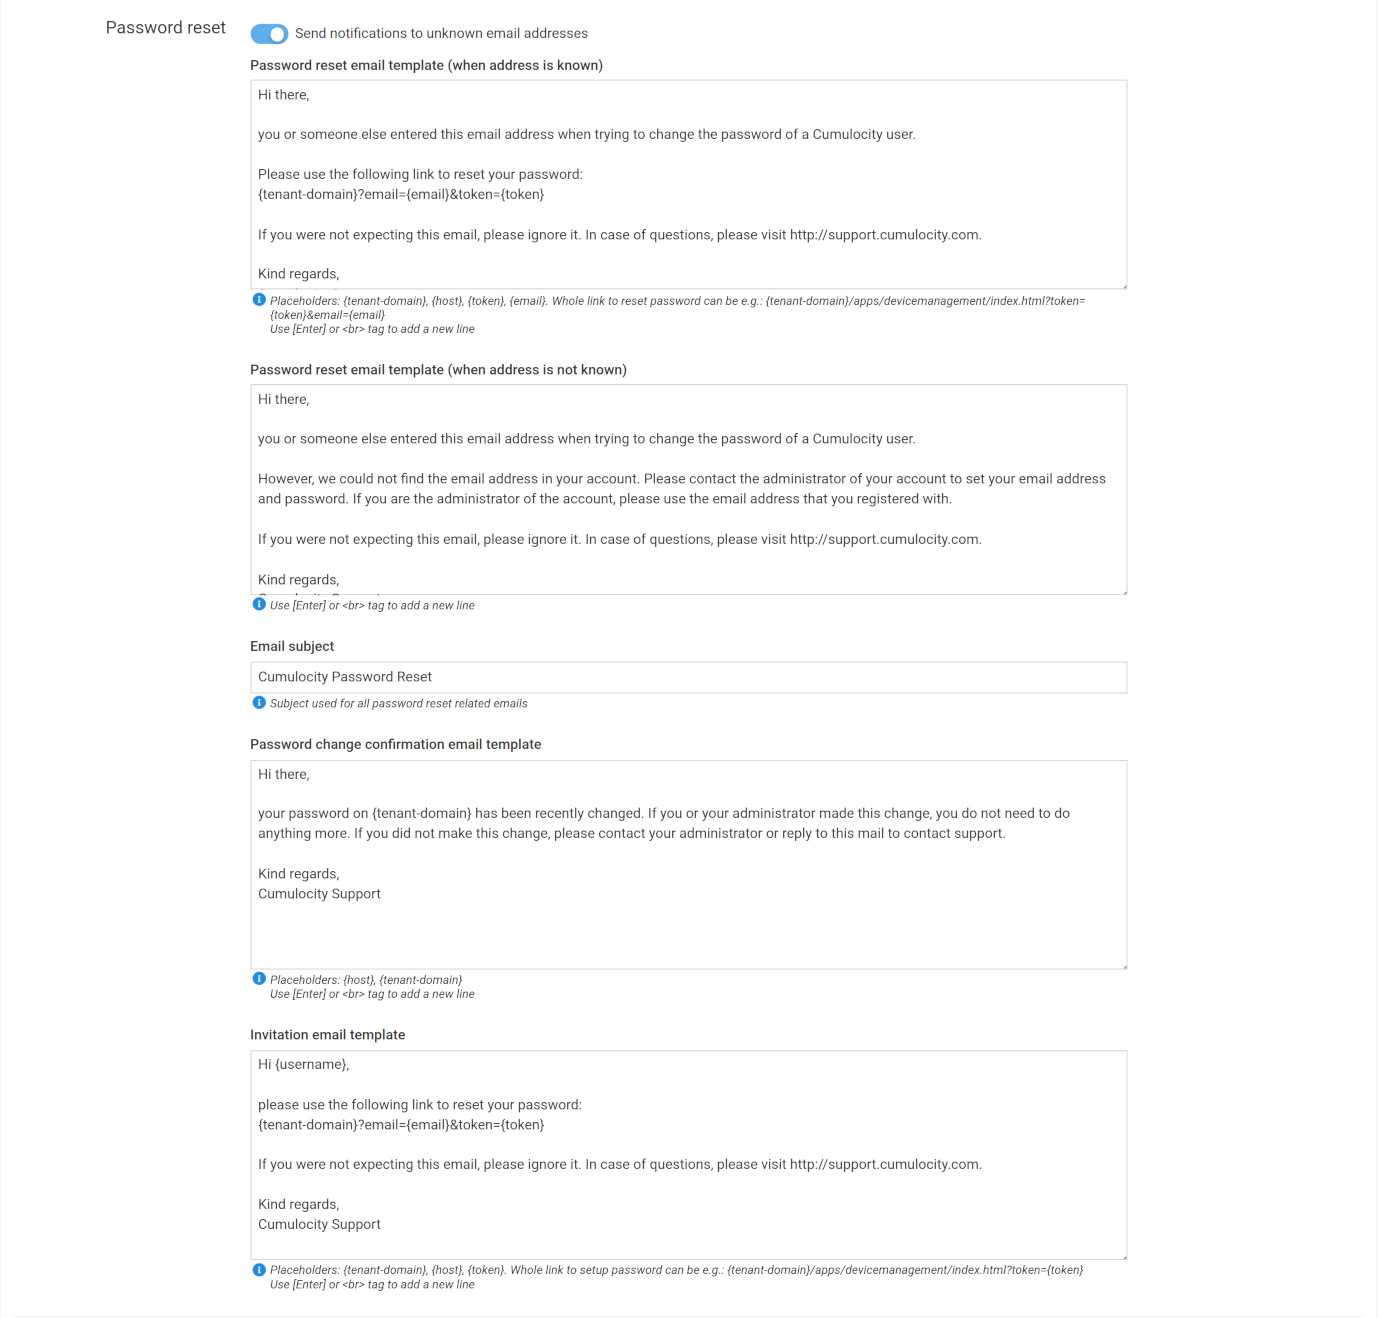 Password reset
Send notifications to unknown email addresses
Password reset email template (when address is known)
Hi there,
you or someone else entered this email address when trying to change the password of a Cumulocity user.
Please use the following link to reset your password:
{tenant-domain}?email={email}&token={token}
If you were not expecting this email, please ignore it. In case of questions, please visit http://support.cumulocity.com.
Kind regards,
Placeholders: {tenant-domain}, {host}, {token}, {email}. Whole link to reset password can be e.g.: {tenant-domain}/apps/devicemanagement/index.html?token=
{token}&email={email}
Use [Enter] or <br> tag to add a new line
Password reset email template (when address is not known)
Hi there,
you or someone else entered this email address when trying to change the password of a Cumulocity user.
However, we could not find the email address in your account. Please contact the administrator of your account to set your email address
and password. If you are the administrator of the account, please use the email address that you registered with.
If you were not expecting this email, please ignore it. In case of questions, please visit http://support.cumulocity.com.
Kind regards,
Use [Enter] or <br> tag to add a new line
Email subject
Cumulocity Password Reset
Subject used for all password reset related emails
Password change confirmation email template
Hi there,
your password on {tenant-domain} has been recently changed. If you or your administrator made this change, you do not need to do
anything more. If you did not make this change, please contact your administrator or reply to this mail to contact support.
Kind regards,
Cumulocity Support
Placeholders: {host}, {tenant-domain}
Use [Enter] or <br> tag to add a new line
Invitation email template
Hi {username},
please use the following link to reset your password:
{tenant-domain}?email={email}&token={token}
If you were not expecting this email, please ignore it. In case of questions, please visit http://support.cumulocity.com.
Kind regards,
Cumulocity Support
Placeholders: {tenant-domain}, {host}, {token}. Whole link to setup password can be e.g.: {tenant-domain}/apps/devicemanagement/index.html?token={token}
Use [Enter] or <br> tag to add a new line